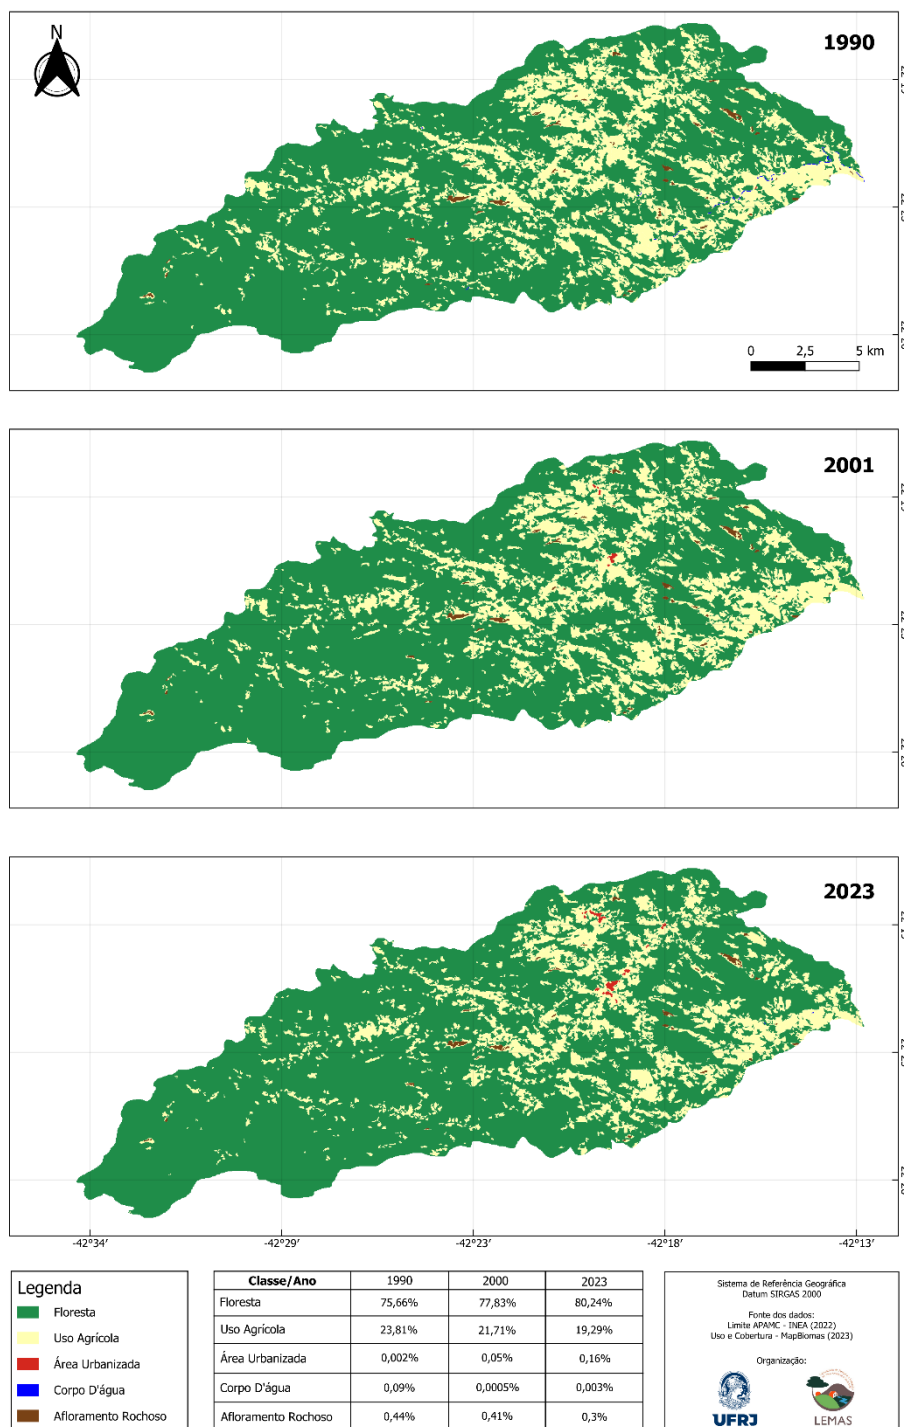 N
1990
0 2,5 5 km
2001
2023
-42°34' -42°29' -42°23' -42°18' -42°13'
Legenda
Floresta
Uso Agrícola
Área Urbanizada
Corpo D'água
Afloramento Rochoso
Classe/Ano 1990 2000 2023
Floresta 75,66% 77,83% 80,24%
Uso Agrícola 23,81% 21,71% 19,29%
Área Urbanizada 0,002% 0,05% 0,16%
Corpo D'água 0,09% 0,0005% 0,003%
Afloramento Rochoso 0,44% 0,41% 0,3%
Sistema de Referência Geográfica
Datum SIRGAS 2000
Fonte dos dados:
Limite APAMC - INEA (2022)
Uso e Cobertura - MapBiomas (2023)
Organização:
UFRJ
LEMAS